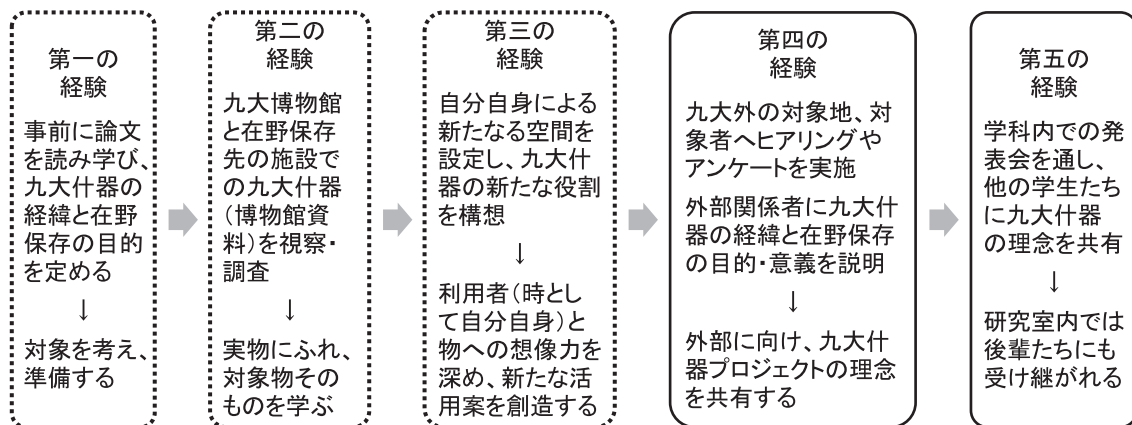 第一の
経験
事前に論文
を読み学び、
九大什器の
経緯と在野
保存の目的
を定める
↓
対象を考え、
準備する
第二の
経験
九大博物館
と在野保存
先の施設で
の九大什器
(博物館資
料)を視察・
調査
↓
実物にふれ、
対象物その
ものを学ぶ
第三の
経験
自分自身による
新たなる空間を
設定し、九大什
器の新たな役割
を構想
↓
利用者(時とし
て自分自身)と
物への想像力を
深め、新たな活
用案を創造する
第四の
経験
九大外の対象地、対
象者へヒアリングや
アンケートを実施
外部関係者に九大什
器の経緯と在野保存
の目的・意義を説明
↓
外部に向け、九大什
器プロジェクトの理念
を共有する
第五の
経験
学科内での発
表会を通し、
他の学生たち
に九大什器
の理念を共有
↓
研究室内では
後輩たちにも
受け継がれる